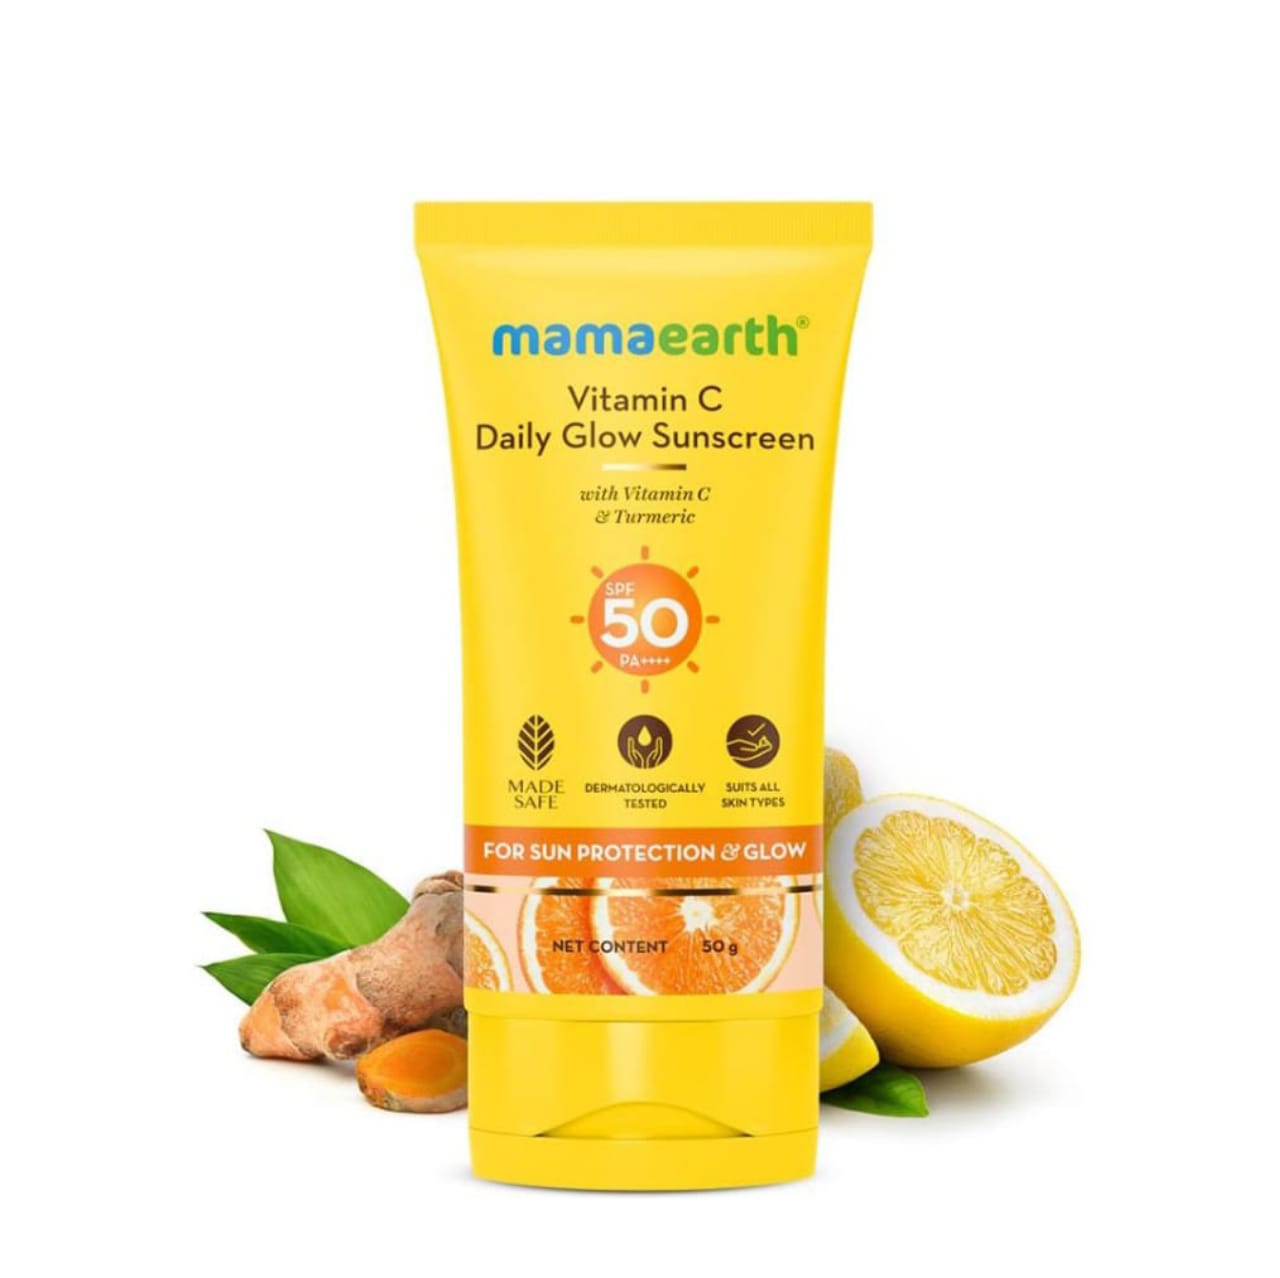 mamaearth®
Vitamin C
Daily Glow Sunscreen
with Vitamin C
& Turmeric
SPF
50
PA++++
MADE
SAFE
DERMATOLOGICALLY
TESTED
SUITS ALL
SKIN TYPES
FOR SUN PROTECTION & GLOW
NET CONTENT 50 g